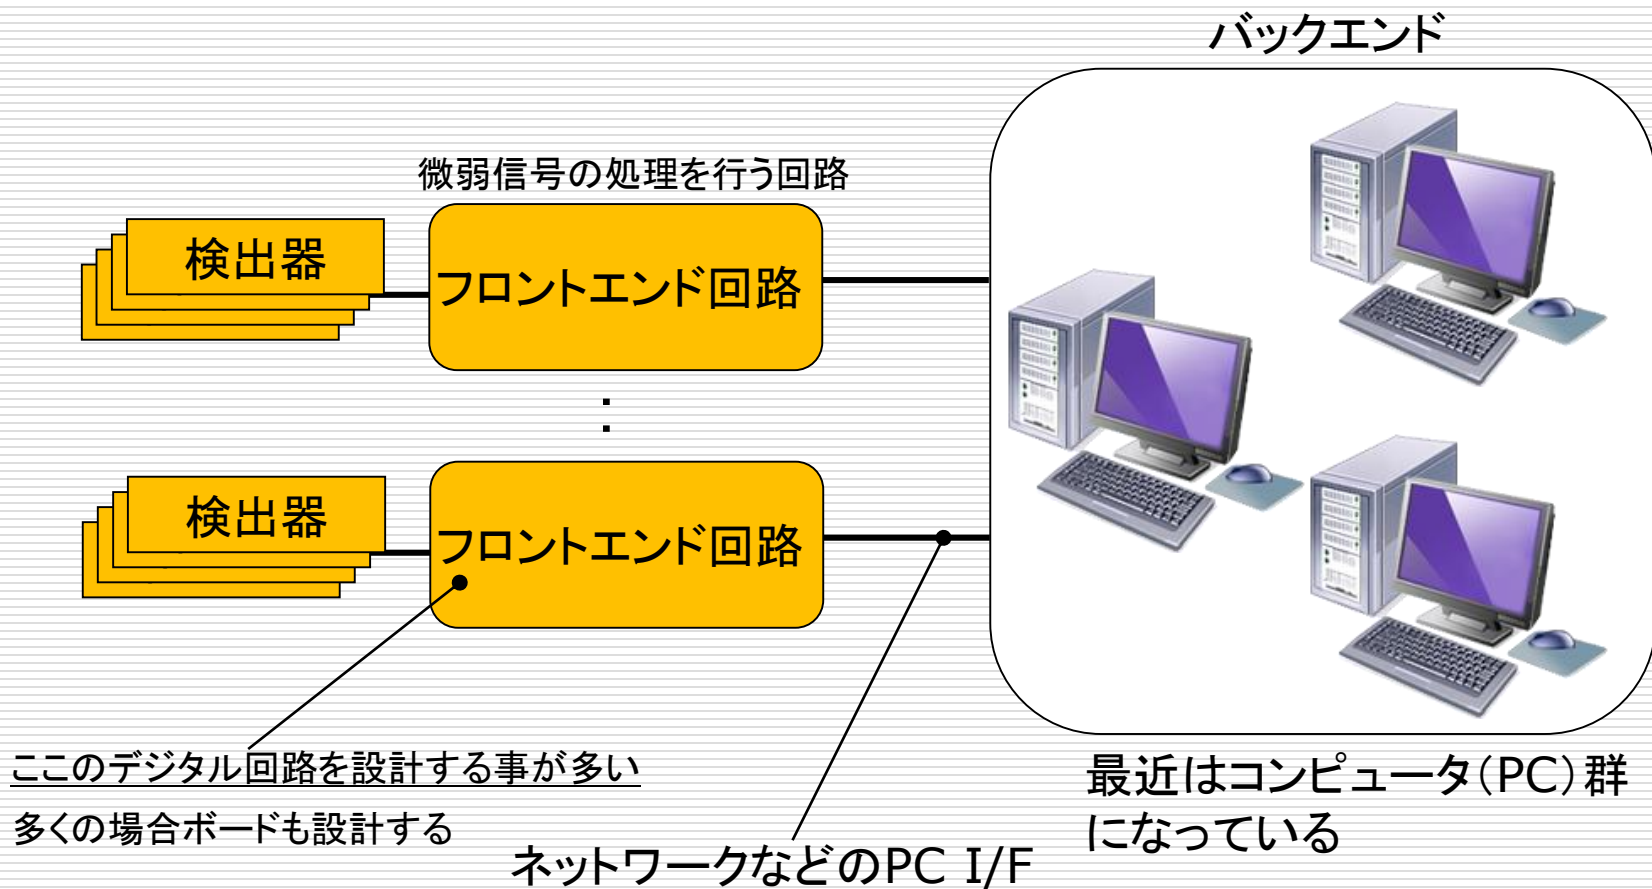 バックエンド
微弱信号の処理を行う回路
検出器
フロントエンド回路
:
検出器
フロントエンド回路
ここのデジタル回路を設計する事が多い
多くの場合ボードも設計する
ネットワークなどのPC I/F
最近はコンピュータ(PC)群
になっている